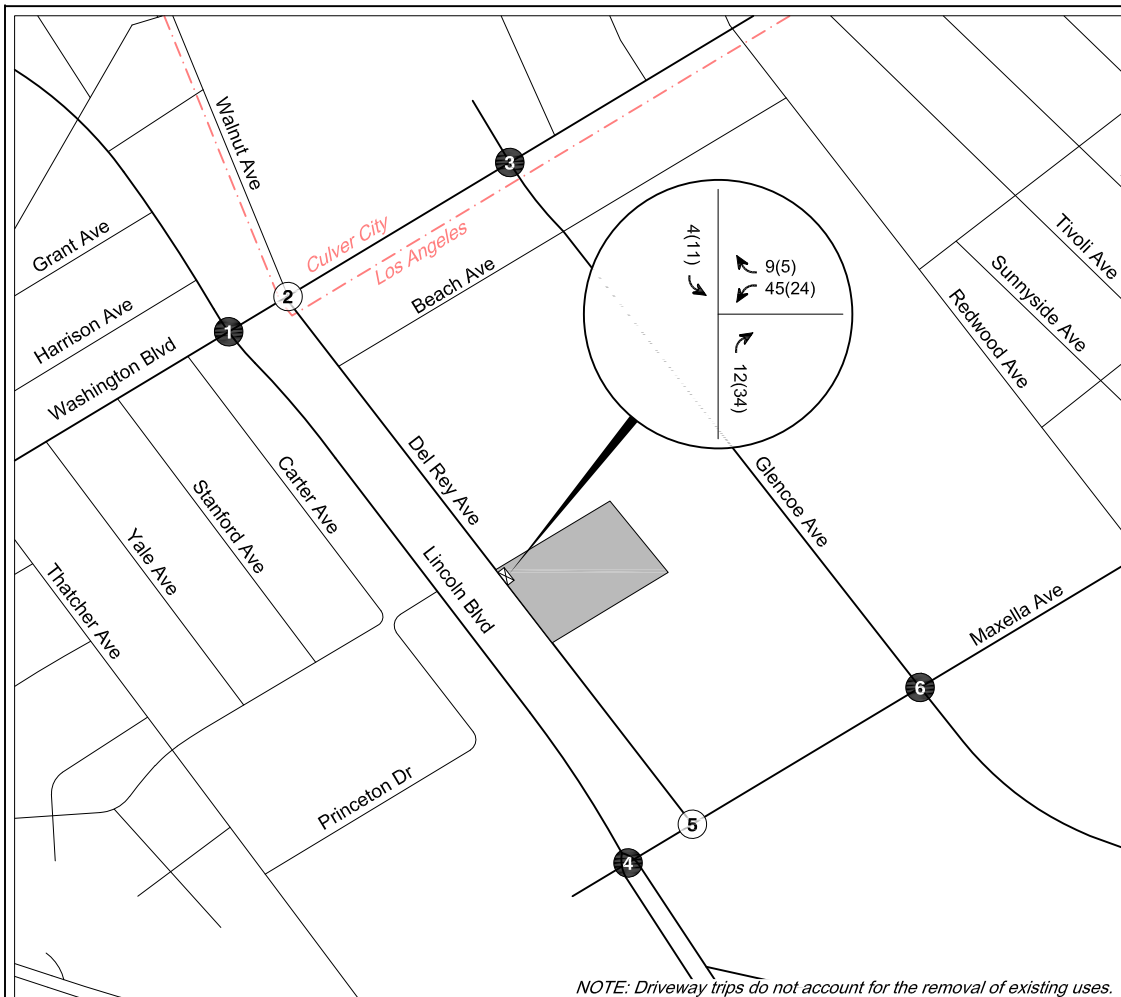 Walnut Ave
3
Grant Ave
Culver City
Los Angeles
4(11)
9(5)
45(24)
Tivoli Ave
Sunnyside Ave
Beach Ave
2
Harrison Ave
1
Redwood Ave
Washington Blvd
12(34)
Del Rey Ave
Glencoe Ave
Carter Ave
Stanford Ave
Yale Ave
Lincoln Blvd
Thatcher Ave
Maxella Ave
6
Princeton Dr
5
4
NOTE: Driveway trips do not account for the removal of existing uses.